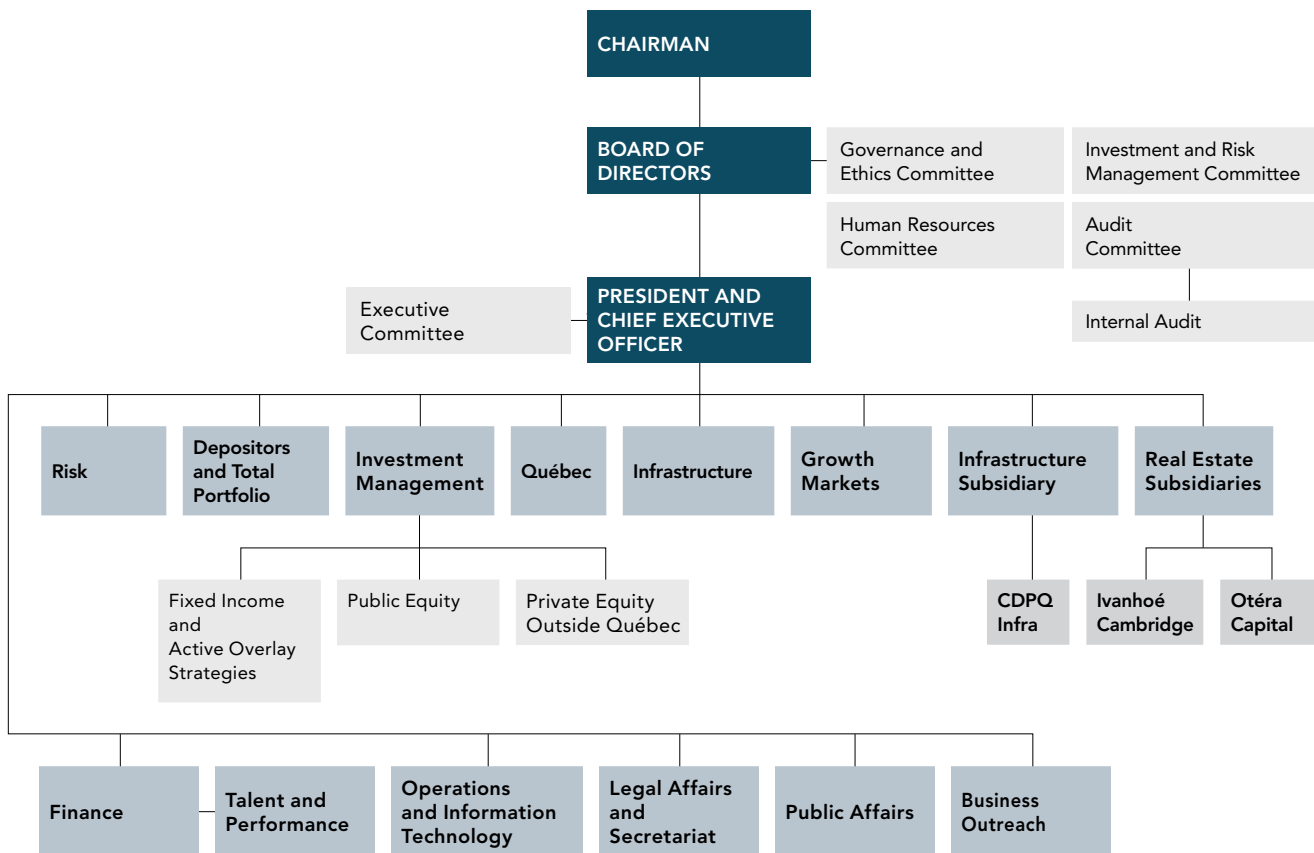 CHAIRMAN
BOARD OF
DIRECTORS
Governance and
Ethics Committee
Investment and Risk
Management Committee
Human Resources
Committee
Audit
Committee
Internal Audit
Executive
Committee
PRESIDENT AND
CHIEF EXECUTIVE
OFFICER
Risk
Depositors
and Total
Portfolio
Investment
Management
Québec
Infrastructure
Growth
Markets
Infrastructure
Subsidiary
Real Estate
Subsidiaries
Fixed Income
and
Active Overlay
Strategies
Public Equity
Private Equity
Outside Québec
CDPQ
Infra
Ivanhoé
Cambridge
Otéra
Capital
Finance
Talent and
Performance
Operations
and Information
Technology
Legal Affairs
and
Secretariat
Public Affairs
Business
Outreach